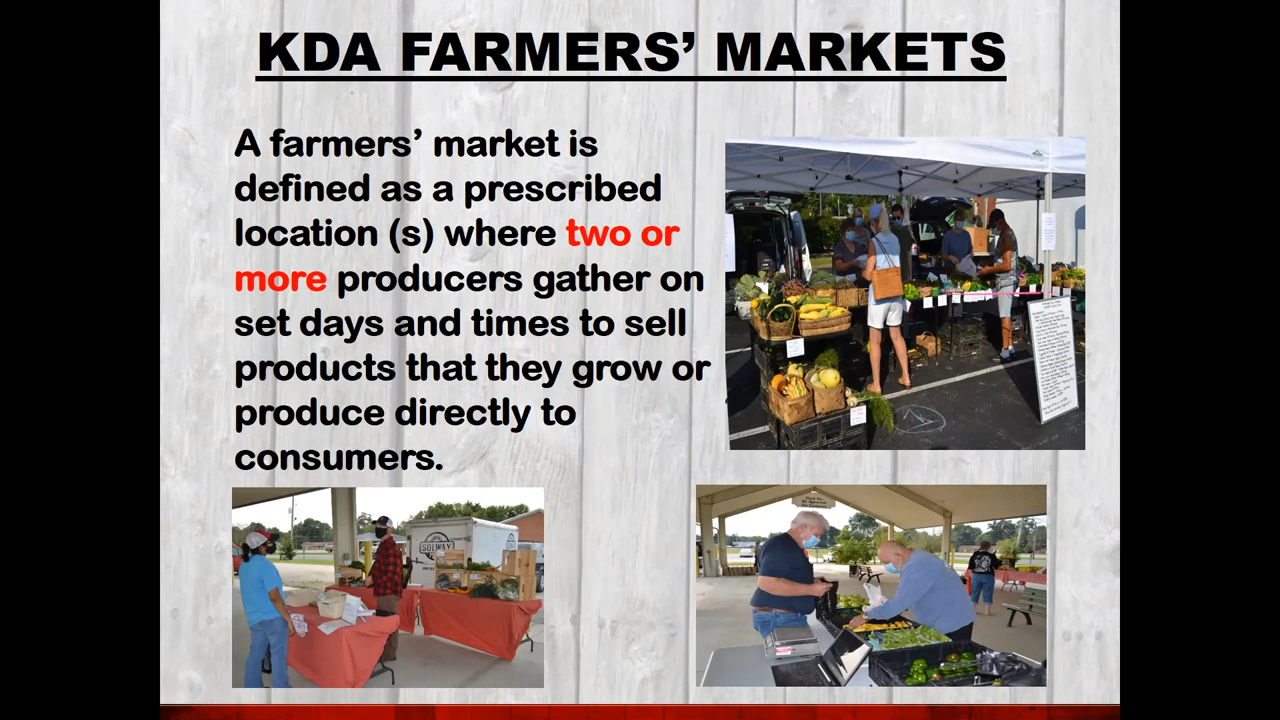 KDA FARMERS’ MARKETS
A farmers’ market is
defined as a prescribed
location (s) where two or
more producers gather on
set days and times to sell
products that they grow or
produce directly to
consumers.
SOLWAY